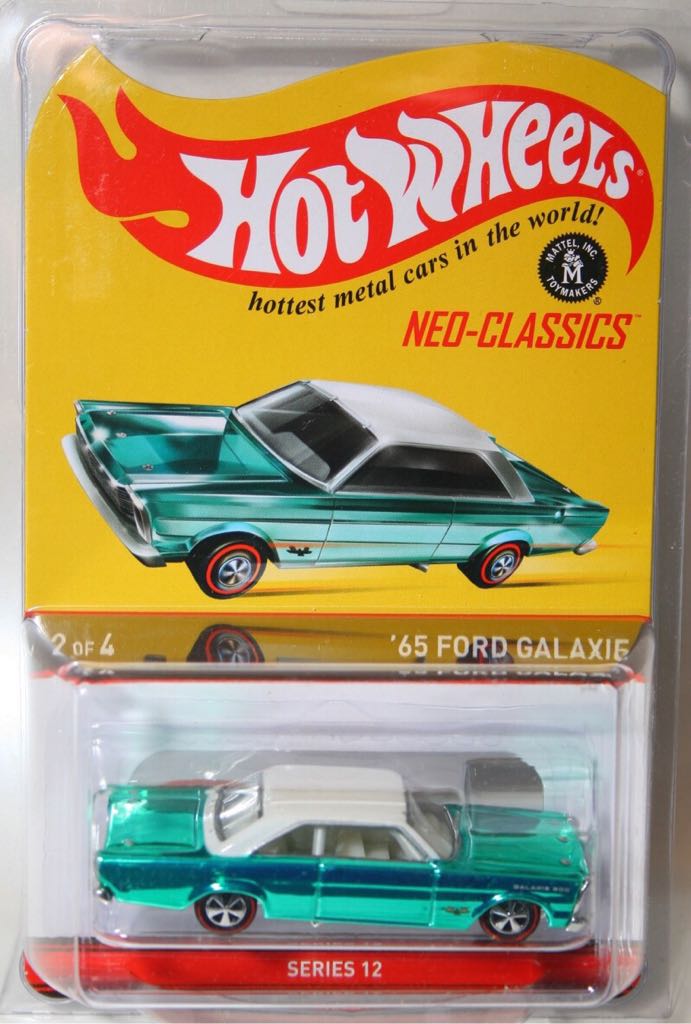 Hot Wheels®
hottest metal cars in the world!
MATTEL, INC.
M
TOYMAKERS®
NEO-CLASSICS™
2 OF 4
'65 FORD GALAXIE
GALAXIE 500
SERIES 12